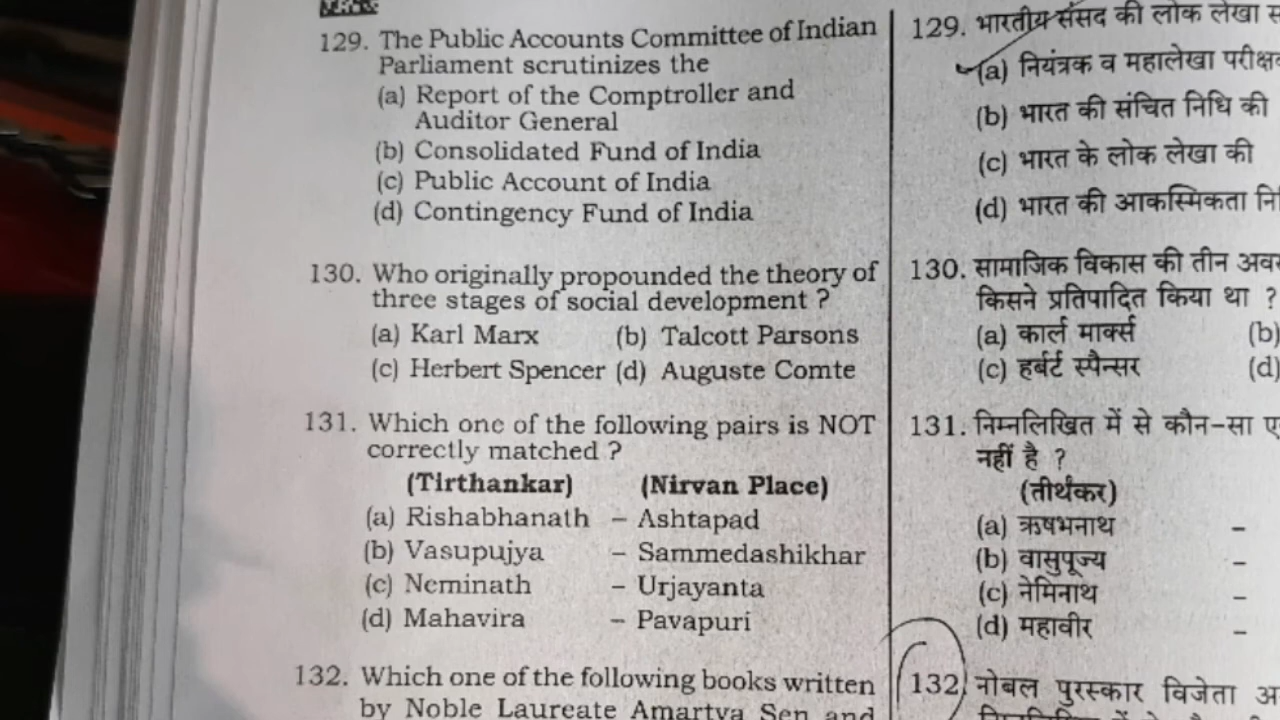 129. The Public Accounts Committee of Indian
Parliament scrutinizes the
(a) Report of the Comptroller and
Auditor General
(b) Consolidated Fund of India
(c) Public Account of India
(d) Contingency Fund of India
130. Who originally propounded the theory of
three stages of social development ?
(a) Karl Marx (b) Talcott Parsons
(c) Herbert Spencer (d) Auguste Comte
131. Which one of the following pairs is NOT
correctly matched ?
(Tirthankar) (Nirvan Place)
(a) Rishabhanath – Ashtapad
(b) Vasupujya – Sammedashikhar
(c) Neminath – Urjayanta
(d) Mahavira – Pavapuri
132. Which one of the following books written
by Noble Laureate Amartya Sen and
129. भारतीय संसद की लोक लेखा
(a) नियंत्रक व महालेखा
(b) भारत की संचित निधि की
(c) भारत के लोक लेखा की
(d) भारत की आकस्मिकता
130. सामाजिक विकास की तीन
किसने प्रतिपादित किया था ?
(a) कार्ल मार्क्स (b)
(c) हर्बर्ट स्पैन्सर (d)
131. निम्नलिखित में से कौन-सा
नहीं है ?
(तीर्थंकर)
(a) ऋषभनाथ –
(b) वासुपूज्य –
(c) नेमिनाथ –
(d) महावीर –
132. नोबल पुरस्कार विजेता